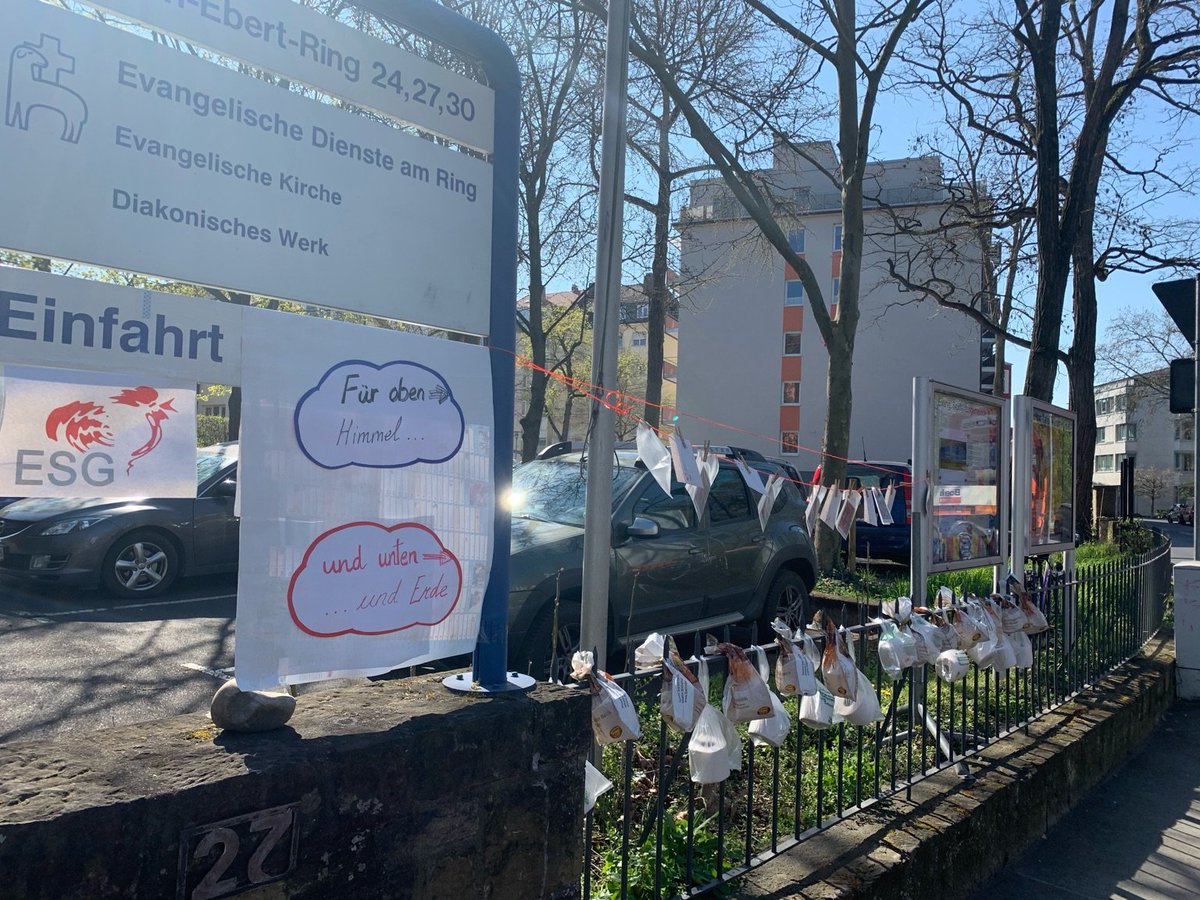 -Ebert-Ring 24,27,30
Evangelische Dienste am Ring
Evangelische Kirche
Diakonisches Werk
Einfahrt
ESG
Für oben
Himmel ...
und unten
... und Erde
27